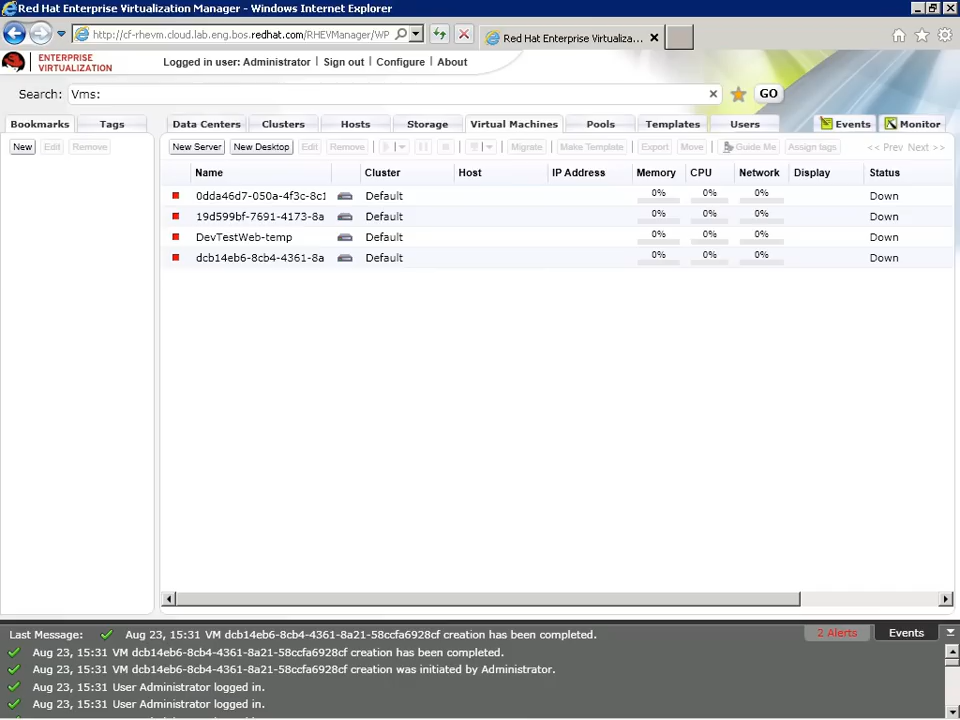 Red Hat Enterprise Virtualization Manager - Windows Internet Explorer
http://cf-rhevm.cloud.lab.eng.bos.redhat.com/RHEVManager/WP
Red Hat Enterprise Virtualiza...
ENTERPRISE
VIRTUALIZATION
Logged in user: Administrator | Sign out | Configure | About
Search: Vms: GO
Bookmarks Tags Data Centers Clusters Hosts Storage Virtual Machines Pools Templates Users Events Monitor
New Edit Remove New Server New Desktop Edit Remove Migrate Make Template Export Move Guide Me Assign tags << Prev Next >>
Name Cluster Host IP Address Memory CPU Network Display Status
0dda46d7-050a-4f3c-8c1 Default 0% 0% 0% Down
19d599bf-7691-4173-8a Default 0% 0% 0% Down
DevTestWeb-temp Default 0% 0% 0% Down
dcb14eb6-8cb4-4361-8a Default 0% 0% 0% Down
Last Message: Aug 23, 15:31 VM dcb14eb6-8cb4-4361-8a21-58ccfa6928cf creation has been completed. 2 Alerts Events
Aug 23, 15:31 VM dcb14eb6-8cb4-4361-8a21-58ccfa6928cf creation has been completed.
Aug 23, 15:31 VM dcb14eb6-8cb4-4361-8a21-58ccfa6928cf creation was initiated by Administrator.
Aug 23, 15:31 User Administrator logged in.
Aug 23, 15:31 User Administrator logged in.